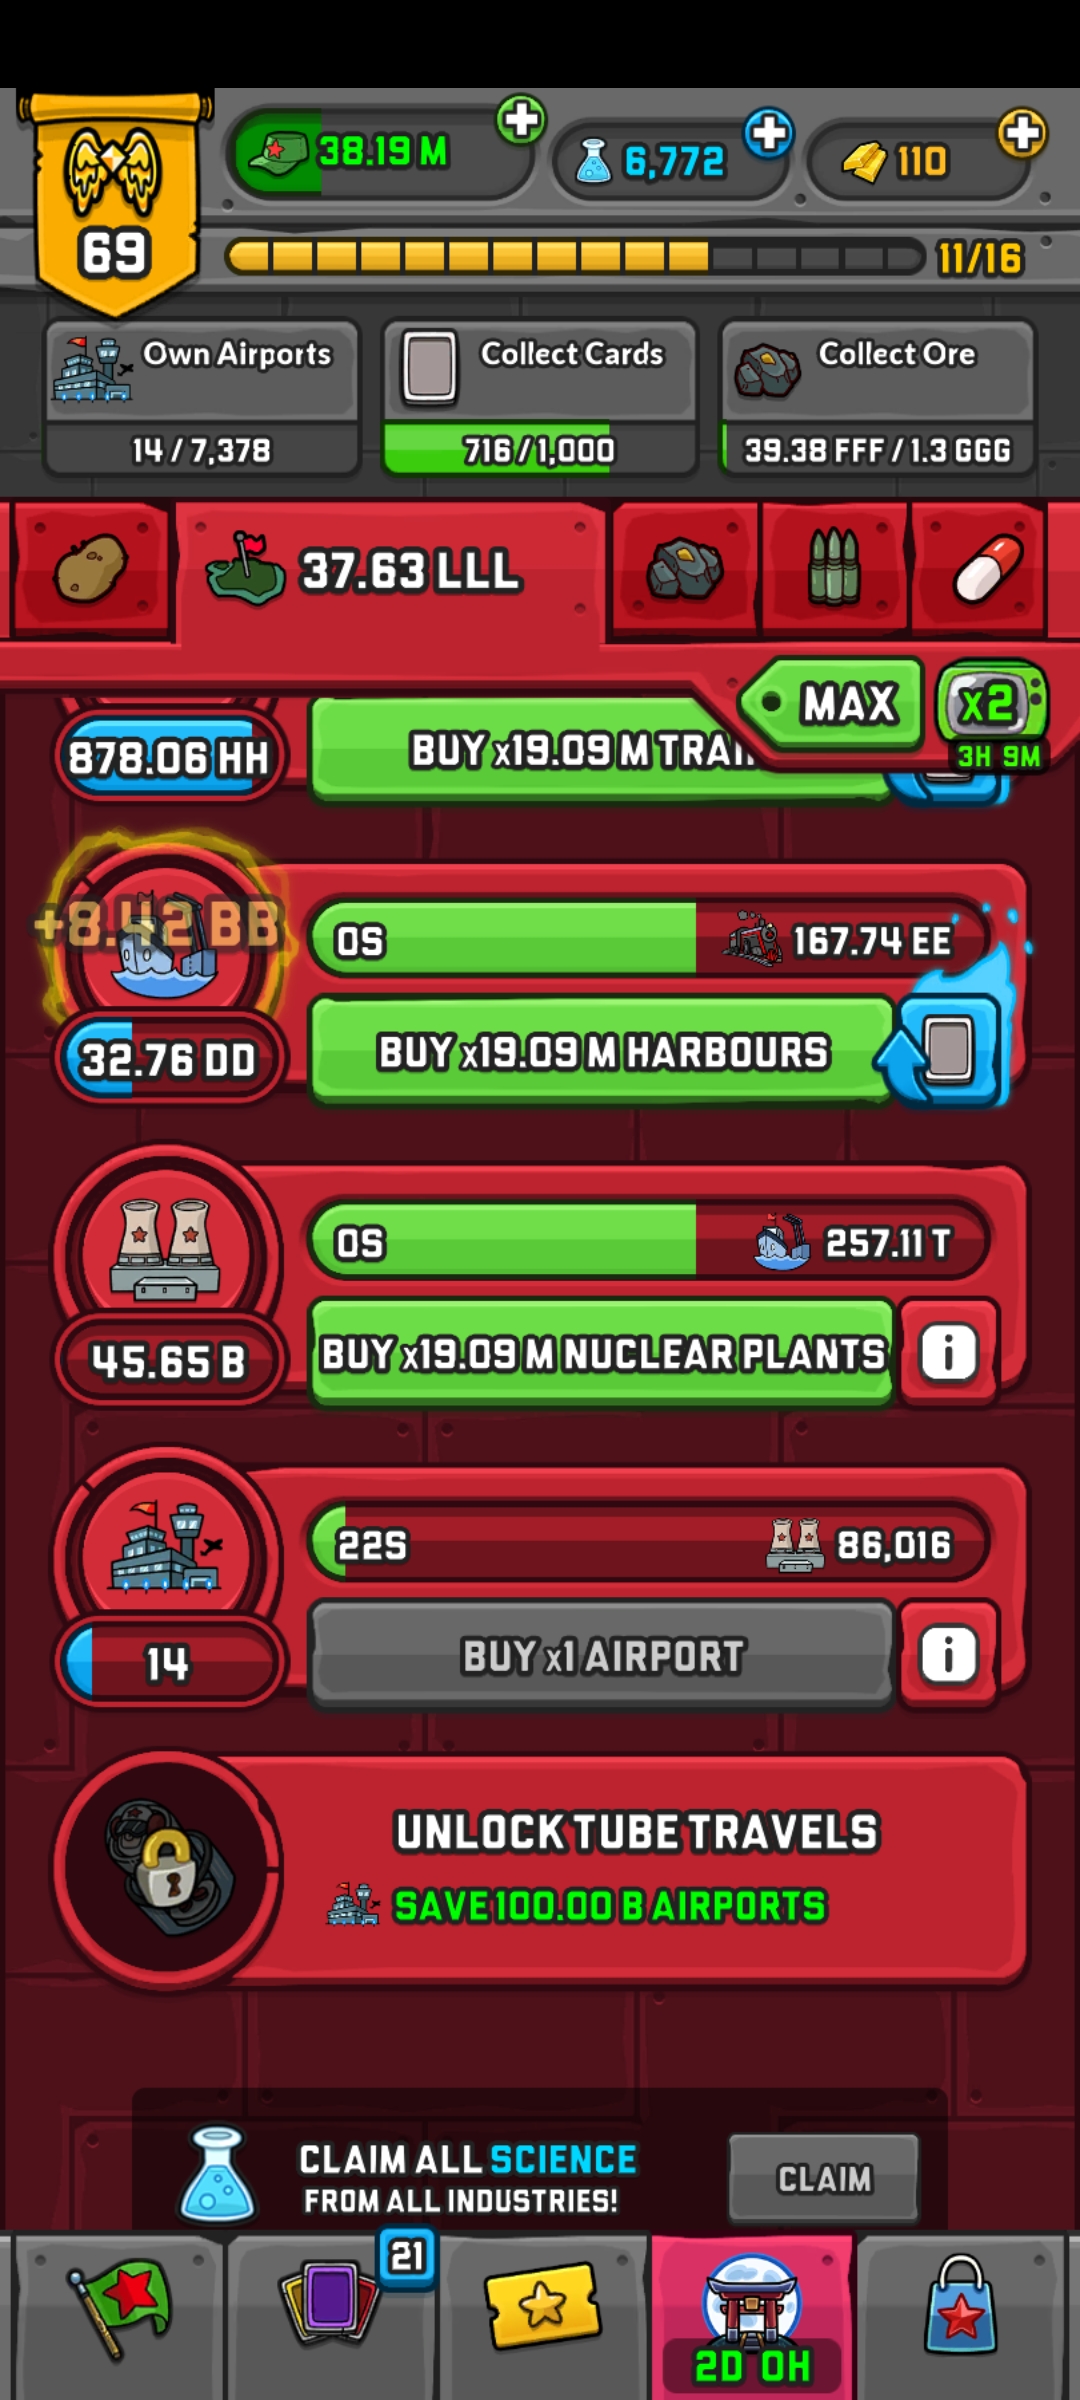 38.19 M
6,772
110
69
11/16
Own Airports
Collect Cards
Collect Ore
14 / 7,378
716 / 1,000
39.38 FFF / 1.3 GGG
37.63 LLL
MAX
x2
3H 9M
878.06 HH
BUY x19.09 M
+8.42 BB
0S
167.74 EE
32.76 DD
BUY x19.09 M HARBOURS
0S
257.11 T
45.65 B
BUY x19.09 M NUCLEAR PLANTS
i
22S
86,016
14
BUY x1 AIRPORT
i
UNLOCK TUBE TRAVELS
SAVE 100.00 B AIRPORTS
CLAIM ALL SCIENCE
FROM ALL INDUSTRIES!
CLAIM
21
2D 0H